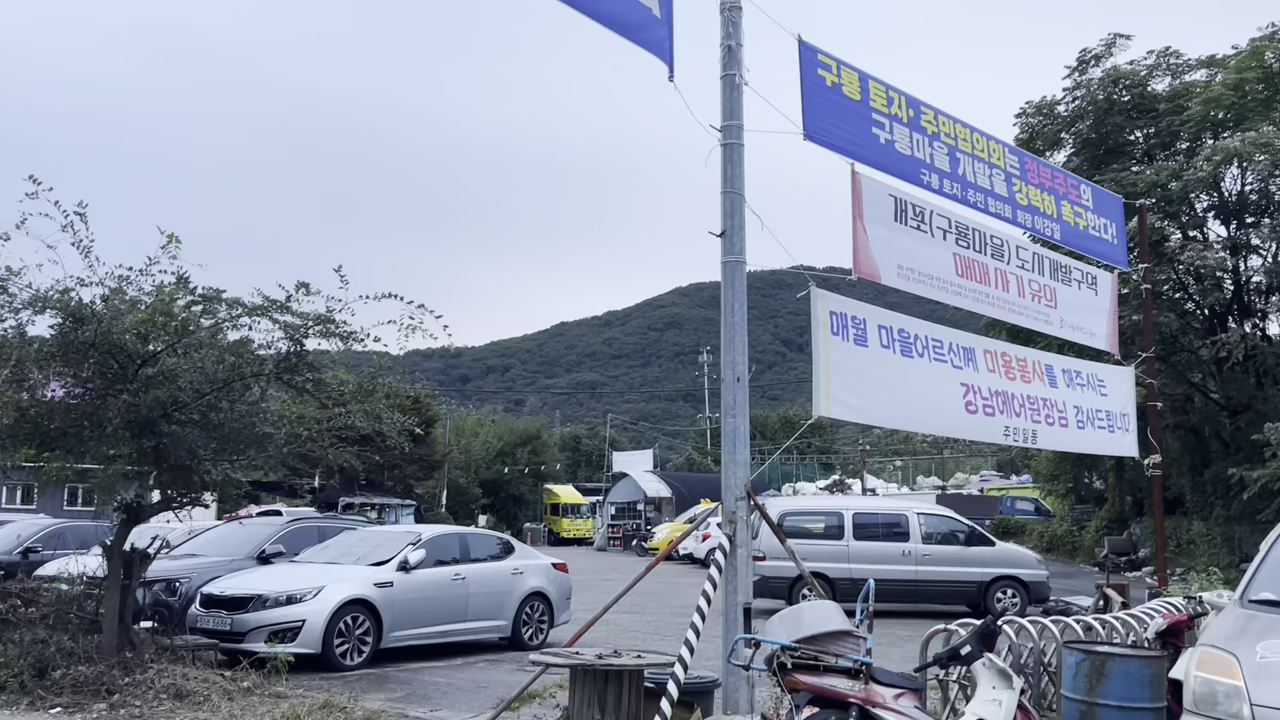 구룡 토지·주민협의회는 정부주도의
구룡마을 개발을 강력히 촉구한다!
구룡 토지·주민 협의회 회장 이강일
개포(구룡마을) 도시개발구역
매매 사기 유의
매월 마을어르신께 미용봉사를 해주시는
강남헤어원장님 감사드립니다
주민일동
5686